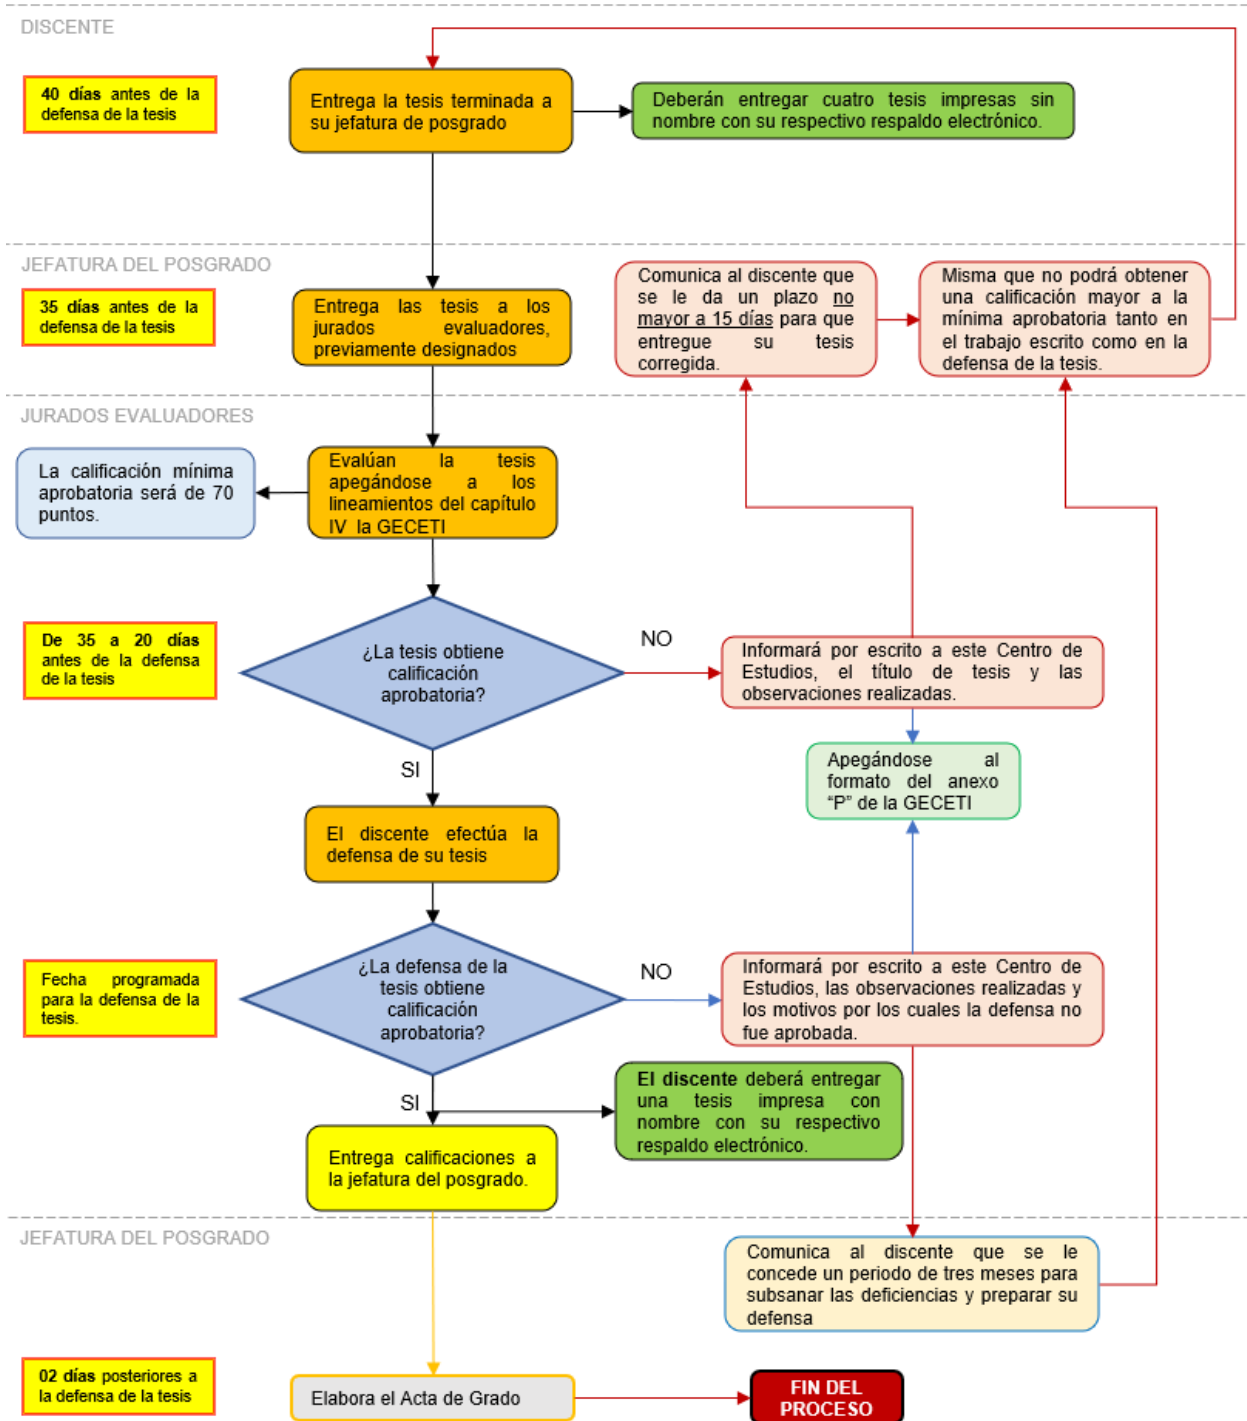 DISCENTE
40 días antes de la
defensa de la tesis
Entrega la tesis terminada a
su jefatura de posgrado
Deberán entregar cuatro tesis impresas sin
nombre con su respectivo respaldo electrónico.
JEFATURA DEL POSGRADO
35 días antes de la
defensa de la tesis
Entrega las tesis a los
jurados evaluadores,
previamente designados
Comunica al discente que
se le da un plazo no
mayor a 15 días para que
entregue su tesis
corregida.
Misma que no podrá obtener
una calificación mayor a la
mínima aprobatoria tanto en
el trabajo escrito como en la
defensa de la tesis.
JURADOS EVALUADORES
La calificación mínima
aprobatoria será de 70
puntos.
Evalúan la tesis
apegándose a los
lineamientos del capítulo
IV la GECETI
De 35 a 20 días
antes de la defensa
de la tesis
¿La tesis obtiene
calificación
aprobatoria?
NO
Informará por escrito a este Centro de
Estudios, el título de tesis y las
observaciones realizadas.
SI
Apegándose al
formato del anexo
“P” de la GECETI
El discente efectúa la
defensa de su tesis
Fecha programada
para la defensa de la
tesis.
¿La defensa de la
tesis obtiene
calificación
aprobatoria?
NO
Informará por escrito a este Centro de
Estudios, las observaciones realizadas y
los motivos por los cuales la defensa no
fue aprobada.
SI
El discente deberá entregar
una tesis impresa con
nombre con su respectivo
respaldo electrónico.
Entrega calificaciones a
la jefatura del posgrado.
JEFATURA DEL POSGRADO
Comunica al discente que se le
concede un periodo de tres meses para
subsanar las deficiencias y preparar su
defensa
02 días posteriores a
la defensa de la tesis
Elabora el Acta de Grado
FIN DEL
PROCESO